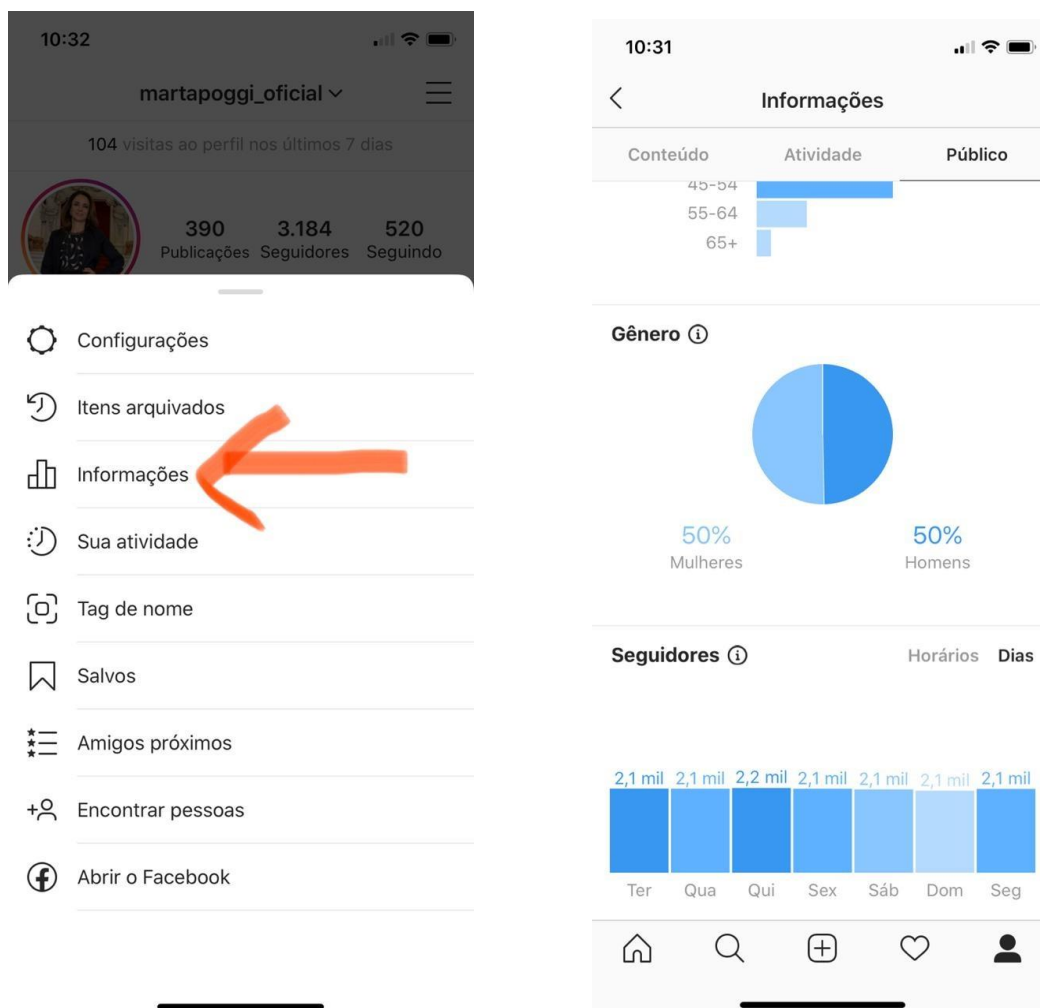 10:32
martapoggi_oficial
104 visitas ao perfil nos últimos 7 dias
390 3.184 520
Publicações Seguidores Seguindo
Configurações
Itens arquivados
Informações
Sua atividade
Tag de nome
Salvos
Amigos próximos
Encontrar pessoas
Abrir o Facebook
10:31
Informações
Conteúdo Atividade Público
45-54
55-64
65+
Gênero
50% 50%
Mulheres Homens
Seguidores Horários Dias
2,1 mil 2,1 mil 2,2 mil 2,1 mil 2,1 mil 2,1 mil 2,1 mil
Ter Qua Qui Sex Sáb Dom Seg